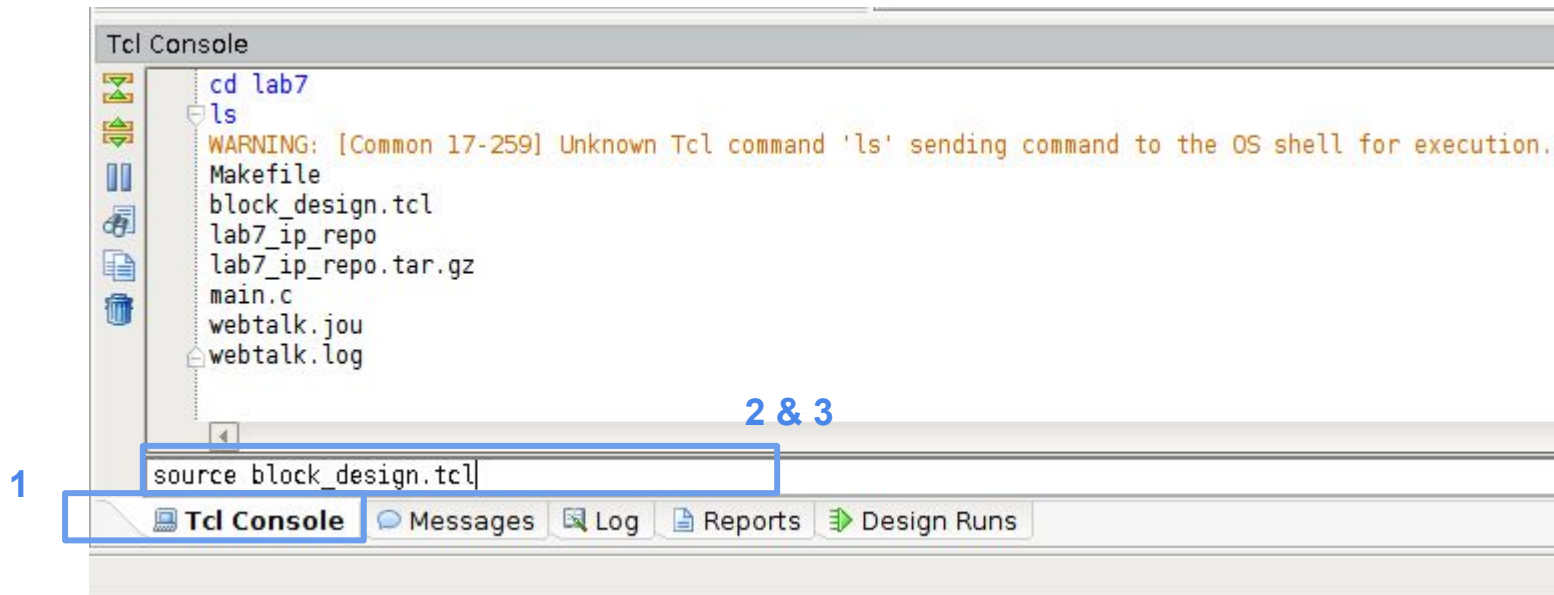 Tcl Console
cd lab7
ls
WARNING: [Common 17-259] Unknown Tcl command 'ls' sending command to the OS shell for execution.
Makefile
block_design.tcl
lab7_ip_repo
lab7_ip_repo.tar.gz
main.c
webtalk.jou
webtalk.log
2 & 3
source block_design.tcl
1
Tcl Console Messages Log Reports Design Runs